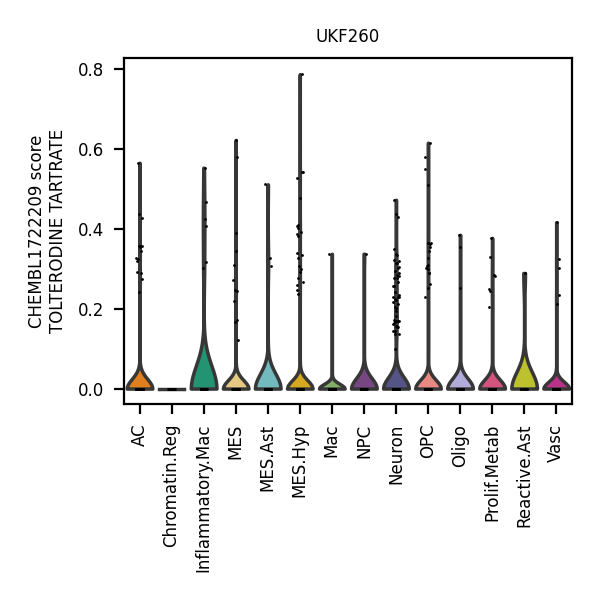 UKF260
CHEMBL1722209 score
TOLTERODINE TARTRATE
0.8
0.6
0.4
0.2
0.0
AC
Chromatin.Reg
Inflammatory.Mac
MES
MES.Ast
MES.Hyp
Mac
NPC
Neuron
OPC
Oligo
Prolif.Metab
Reactive.Ast
Vasc